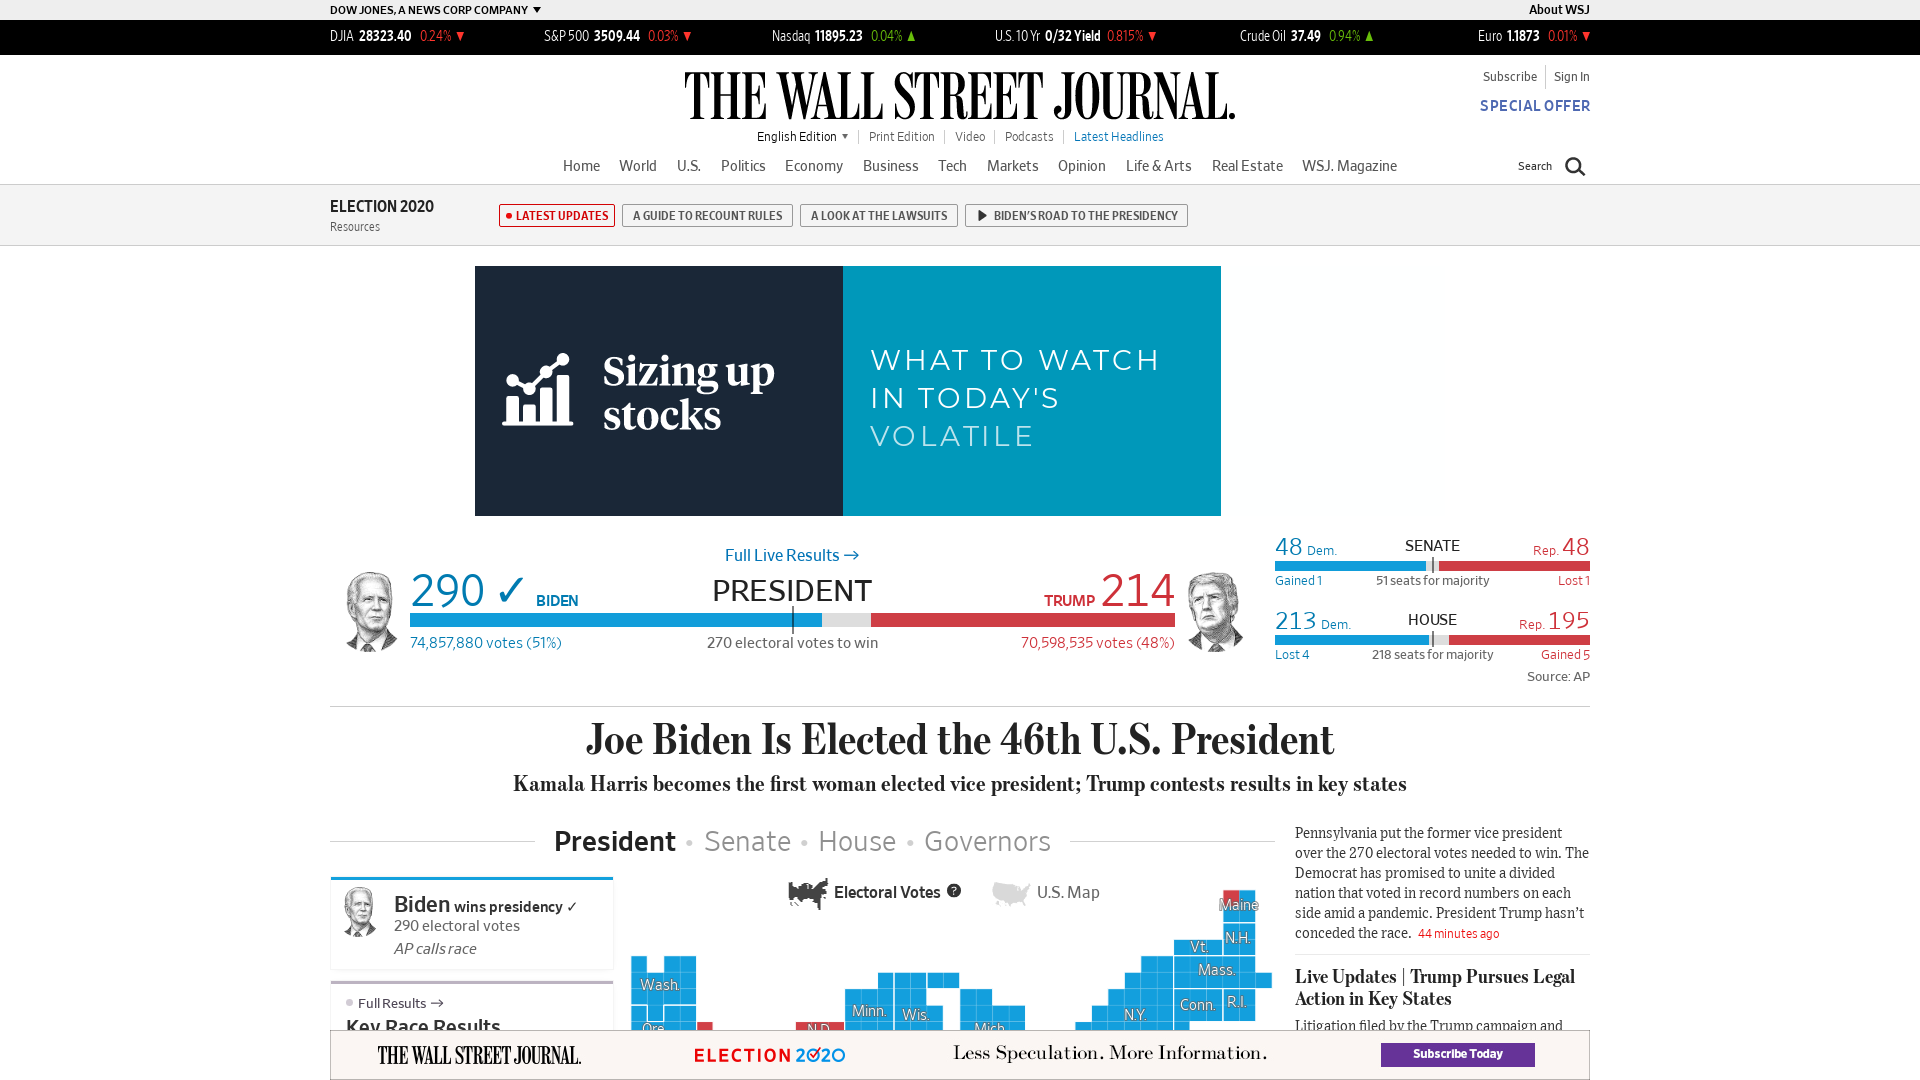 DOW JONES, A NEWS CORP COMPANY
About WSJ
DJIA 28323.40 0.24%
S&P 500 3509.44 0.03%
Nasdaq 11895.23 0.04%
U.S. 10 Yr 0/32 Yield 0.815%
Crude Oil 37.49 0.94%
Euro 1.1873 0.01%
THE WALL STREET JOURNAL.
Subscribe
Sign In
SPECIAL OFFER
English Edition
Print Edition
Video
Podcasts
Latest Headlines
Home World U.S. Politics Economy Business Tech Markets Opinion Life & Arts Real Estate WSJ. Magazine
Search
ELECTION 2020
Resources
LATEST UPDATES
A GUIDE TO RECOUNT RULES
A LOOK AT THE LAWSUITS
BIDEN'S ROAD TO THE PRESIDENCY
Sizing up
stocks
WHAT TO WATCH
IN TODAY'S
VOLATILE
Full Live Results →
290 ✓ BIDEN
PRESIDENT
TRUMP 214
74,857,880 votes (51%)
270 electoral votes to win
70,598,535 votes (48%)
48 Dem.
SENATE
Rep. 48
Gained 1
51 seats for majority
Lost 1
213 Dem.
HOUSE
Rep. 195
Lost 4
218 seats for majority
Gained 5
Source: AP
Joe Biden Is Elected the 46th U.S. President
Kamala Harris becomes the first woman elected vice president; Trump contests results in key states
President • Senate • House • Governors
Biden wins presidency ✓
290 electoral votes
AP calls race
Full Results →
Key Race Results
Electoral Votes ?
U.S. Map
Maine
Vt.
N.H.
Mass.
Wash.
Conn.
R.I.
Minn.
Wis.
N.Y.
Ore.
N.D.
Mich.
Pennsylvania put the former vice president
over the 270 electoral votes needed to win. The
Democrat has promised to unite a divided
nation that voted in record numbers on each
side amid a pandemic. President Trump hasn't
conceded the race. 44 minutes ago
Live Updates | Trump Pursues Legal
Action in Key States
Litigation filed by the Trump campaign and
THE WALL STREET JOURNAL.
ELECTION 2020
Less Speculation. More Information.
Subscribe Today